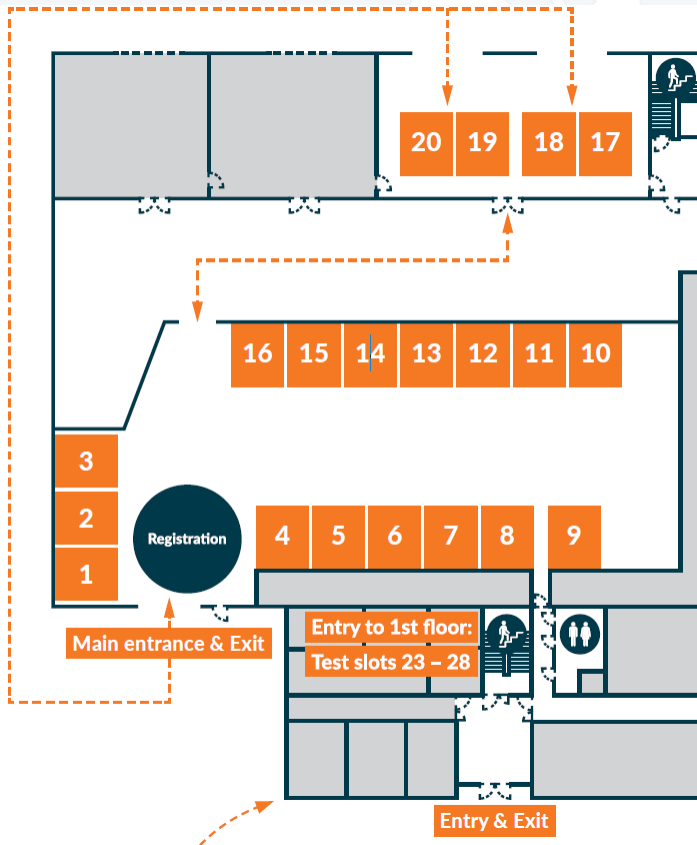 20 19 18 17
16 15 14 13 12 11 10
3
2
1
Registration
4 5 6 7 8 9
Main entrance & Exit
Entry to 1st floor:
Test slots 23 – 28
Entry & Exit